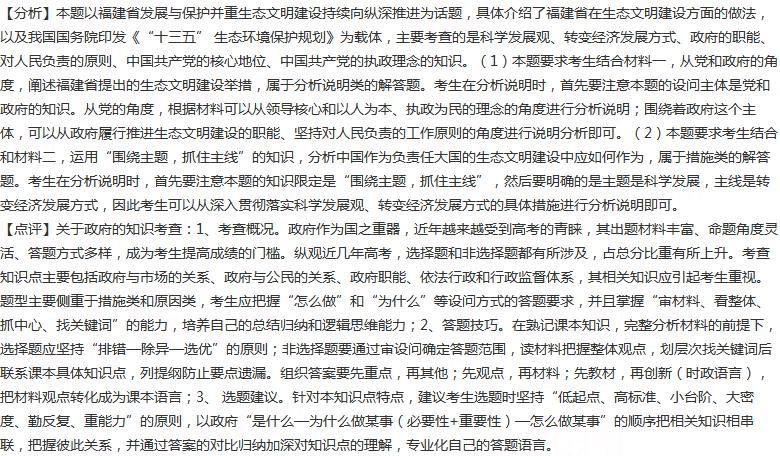 【分析】本题以福建省发展与保护并重生态文明建设持续向纵深推进为话题，具体介绍了福建省在生态文明建设方面的做法，
以及我国国务院印发《“十三五” 生态环境保护规划》为载体，主要考查的是科学发展观、转变经济发展方式、政府的职能、
对人民负责的原则、中国共产党的核心地位、中国共产党的执政理念的知识。（1）本题要求考生结合材料一，从党和政府的角
度，阐述福建省提出的生态文明建设举措，属于分析说明类的解答题。考生在分析说明时，首先要注意本题的设问主体是党和
政府的知识。从党的角度，根据材料可以从领导核心和以人为本、执政为民的理念的角度进行分析说明；围绕着政府这个主
体，可以从政府履行推进生态文明建设的职能、坚持对人民负责的工作原则的角度进行说明分析即可。（2）本题要求考生结合
和材料二，运用“围绕主题，抓住主线”的知识，分析中国作为负责任大国的生态文明建设中应如何作为，属于措施类的解答
题。考生在分析说明时，首先要注意本题的知识限定是“围绕主题，抓住主线”，然后要明确的是主题是科学发展，主线是转
变经济发展方式，因此考生可以从深入贯彻落实科学发展观、转变经济发展方式的具体措施进行分析说明即可。
【点评】关于政府的知识考查：1、考查概况。政府作为国之重器，近年越来越受到高考的青睐，其出题材料丰富、命题角度灵
活、答题方式多样，成为考生提高成绩的门槛。纵观近几年高考，选择题和非选择题都有所涉及，占总分比重有所上升。考查
知识点主要包括政府与市场的关系、政府与公民的关系、政府职能、依法行政和行政监督体系，其相关知识应引起考生重视。
题型主要侧重于措施类和原因类，考生应把握“怎么做”和“为什么”等设问方式的答题要求，并且掌握“审材料、看整体、
抓中心、找关键词”的能力，培养自己的总结归纳和逻辑思维能力；2、答题技巧。在熟记课本知识，完整分析材料的前提下，
选择题应坚持“排错—除异—选优”的原则；非选择题要通过审设问确定答题范围，读材料把握整体观点，划层次找关键词后
联系课本具体知识点，列提纲防止要点遗漏。组织答案要先重点，再其他；先观点，再材料；先教材，再创新（时政语言），
把材料观点转化成为课本语言；3、 选题建议。针对本知识点特点，建议考生选题时坚持“低起点、高标准、小台阶、大密
度、勤反复、重能力”的原则，以政府“是什么—为什么做某事（必要性+重要性）—怎么做某事”的顺序把相关知识相串
联，把握彼此关系，并通过答案的对比归纳加深对知识点的理解，专业化自己的答题语言。